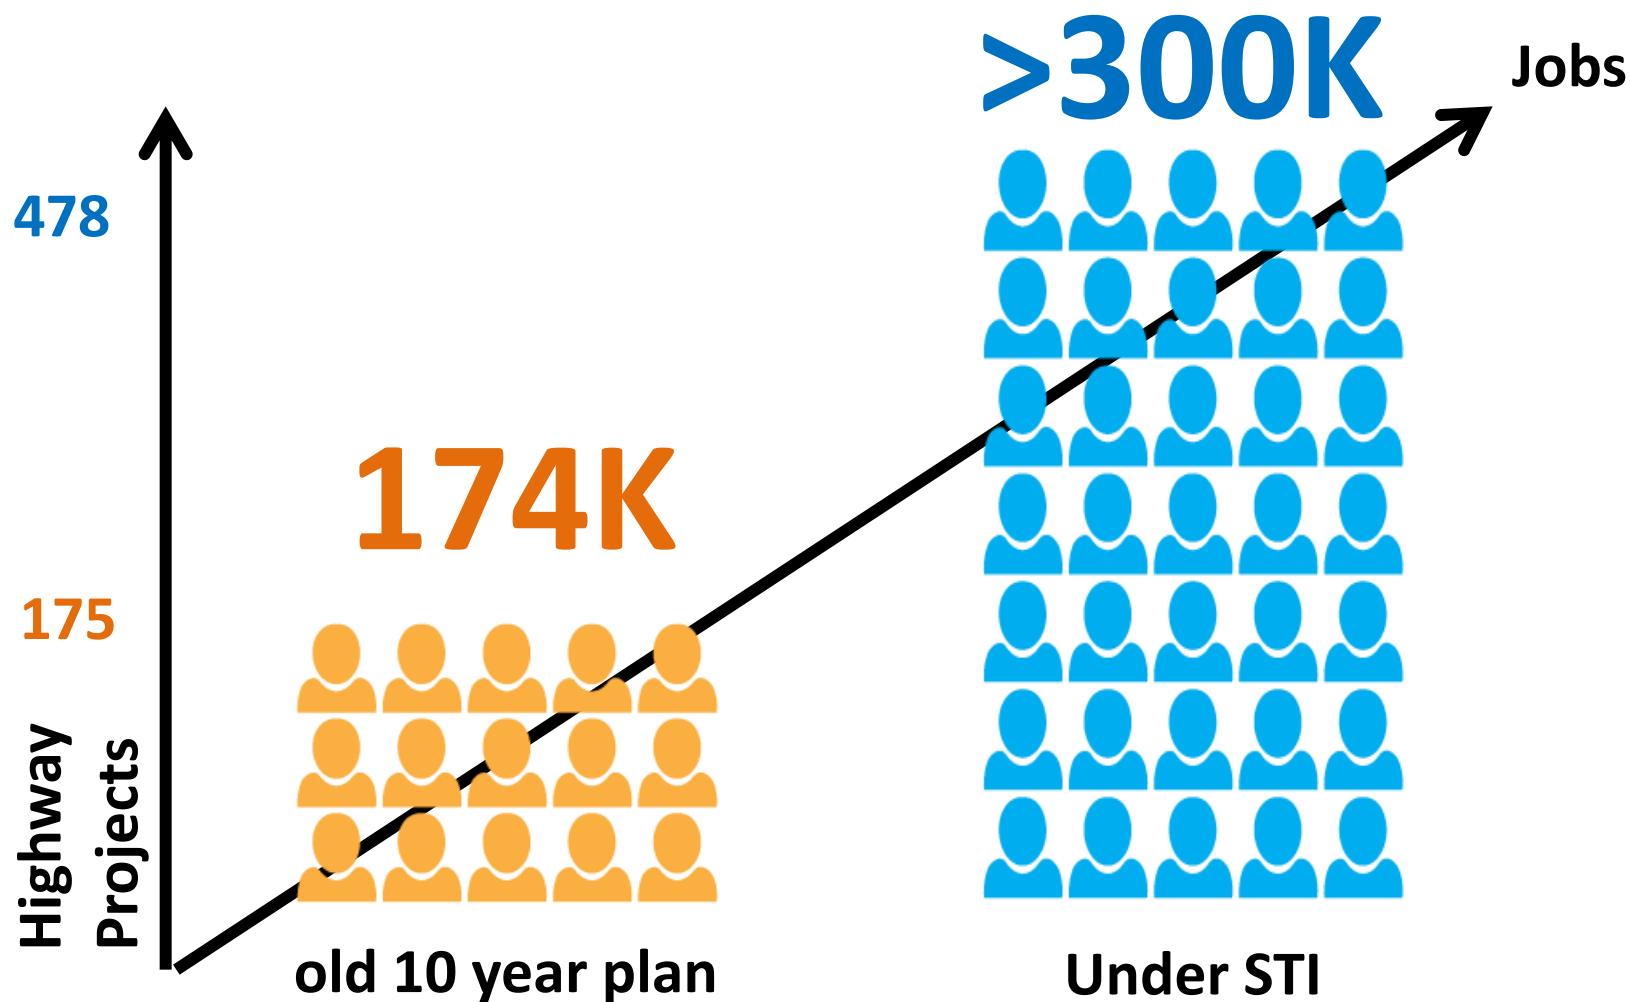 >300K
Jobs
478
174K
175
Highway
Projects
old 10 year plan
Under STI